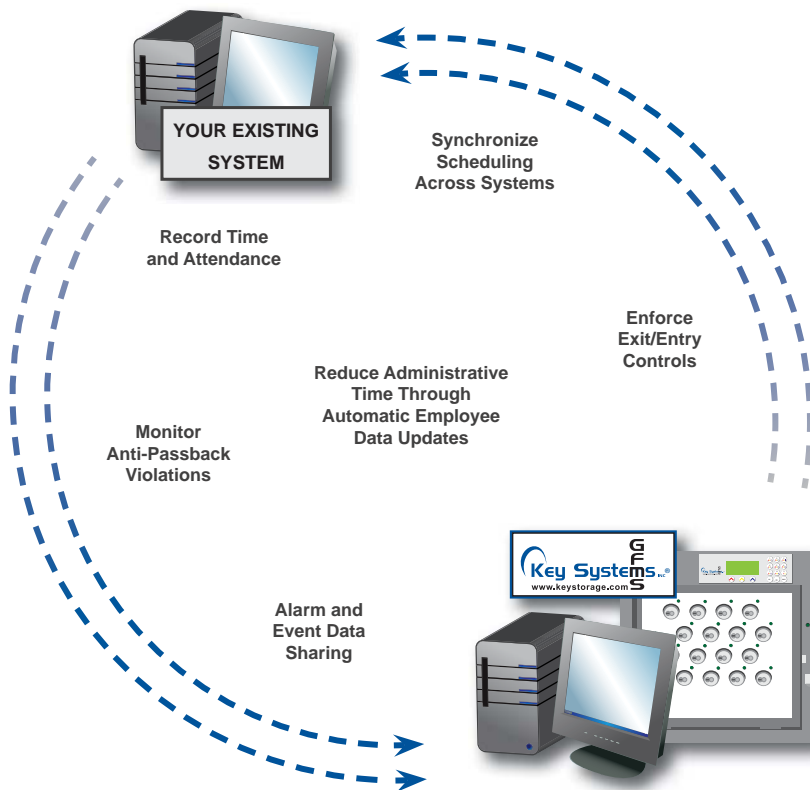 YOUR EXISTING
SYSTEM
Synchronize
Scheduling
Across Systems
Record Time
and Attendance
Enforce
Exit/Entry
Controls
Reduce Administrative
Time Through
Automatic Employee
Data Updates
Monitor
Anti-Passback
Violations
GFMS
Key Systems INC®
www.keystorage.com
Alarm and
Event Data
Sharing